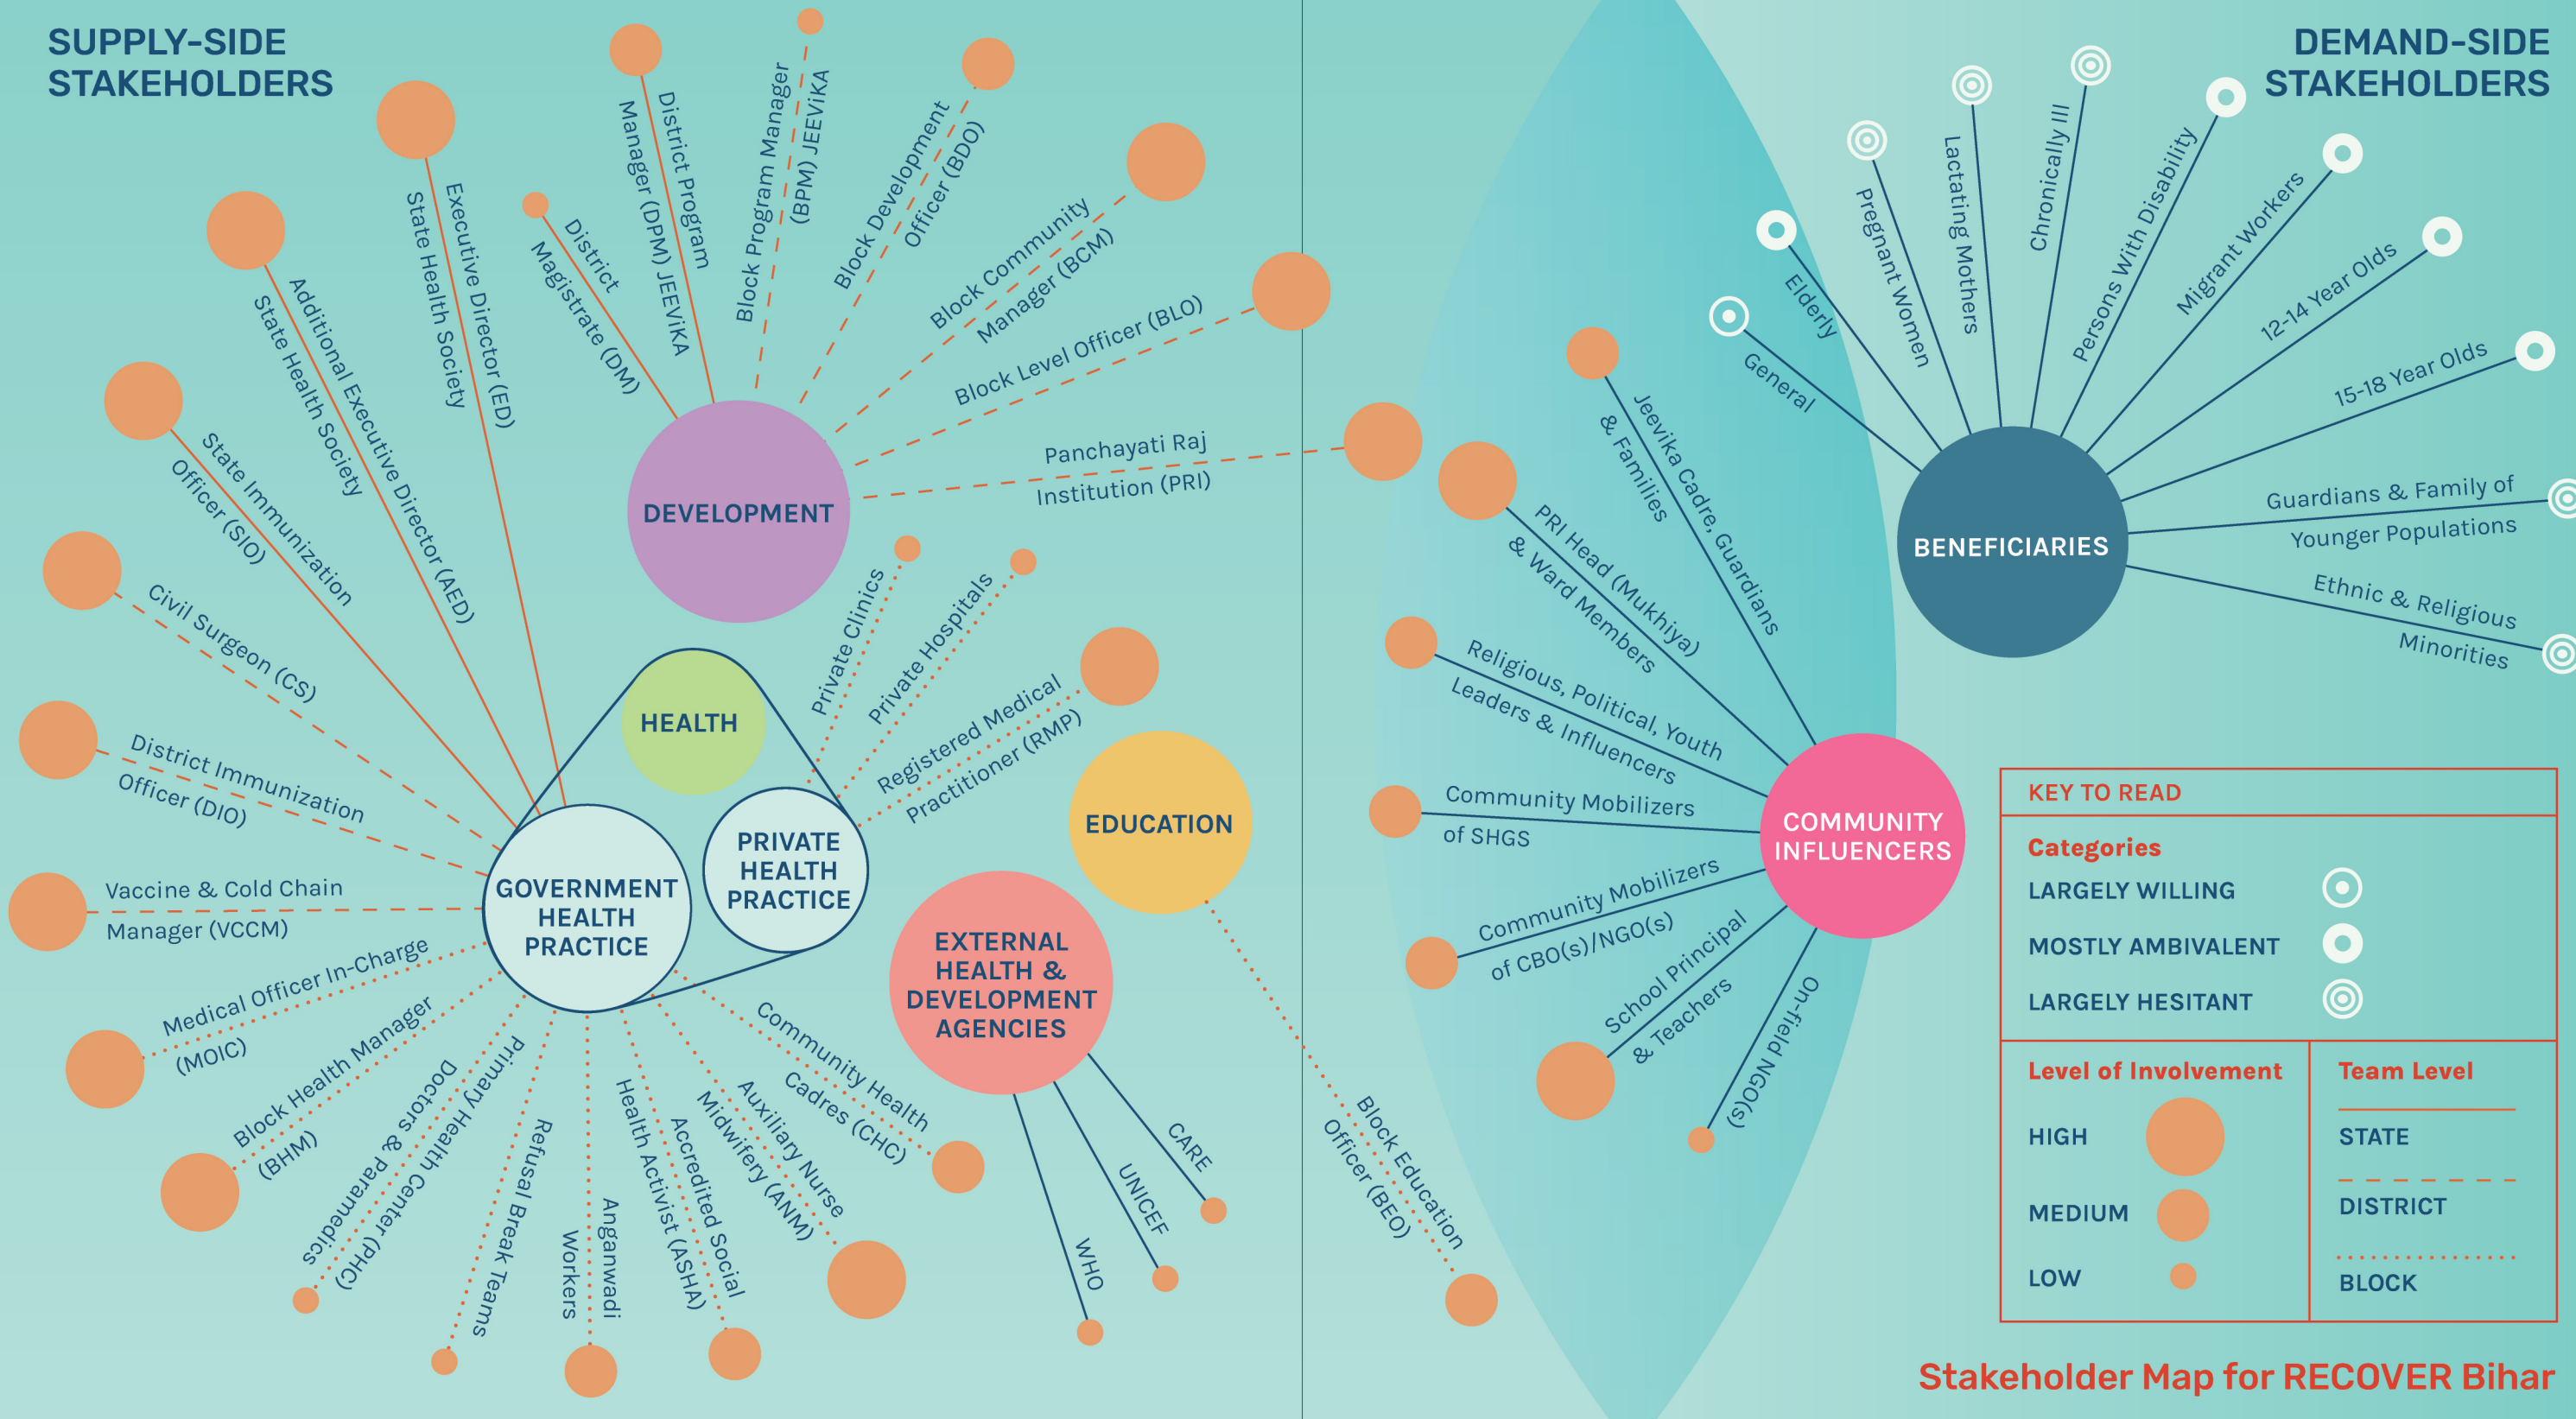 SUPPLY-SIDE
STAKEHOLDERS
DEMAND-SIDE
STAKEHOLDERS
State Health Society
Executive Director (ED)
State Health Society
Additional Executive Director (AED)
State Immunization
Officer (SIO)
Civil Surgeon (CS)
District Immunization
Officer (DIO)
Vaccine & Cold Chain
Manager (VCCM)
Medical Officer In-Charge
(MOIC)
Block Health Manager
(BHM)
Doctors & Paramedics
Primary Health Center (PHC)
Refusal Break Teams
Anganwadi
Workers
Accredited Social
Health Activist (ASHA)
Auxiliary Nurse
Midwifery (ANM)
Community Health
Cadres (CHC)
GOVERNMENT
HEALTH
PRACTICE
HEALTH
PRIVATE
HEALTH
PRACTICE
Private Clinics
Private Hospitals
Registered Medical
Practitioner (RMP)
District
Magistrate (DM)
District Program
Manager (DPM) JEEViKA
Block Program Manager
(BPM) JEEViKA
Block Development
Officer (BDO)
Block Community
Manager (BCM)
Block Level Officer (BLO)
Panchayati Raj
Institution (PRI)
DEVELOPMENT
EDUCATION
Block Education
Officer (BEO)
EXTERNAL
HEALTH &
DEVELOPMENT
AGENCIES
CARE
UNICEF
WHO
Jeevika Cadre, Guardians
& Families
PRI Head (Mukhiya)
& Ward Members
Religious, Political, Youth
Leaders & Influencers
Community Mobilizers
of SHGS
Community Mobilizers
of CBO(s)/NGO(s)
School Principal
& Teachers
On-field NGO(s)
COMMUNITY
INFLUENCERS
General
Elderly
Pregnant Women
Lactating Mothers
Chronically Ill
Persons With Disability
Migrant Workers
12-14 Year Olds
15-18 Year Olds
Guardians & Family of
Younger Populations
Ethnic & Religious
Minorities
BENEFICIARIES
KEY TO READ
Categories
LARGELY WILLING
MOSTLY AMBIVALENT
LARGELY HESITANT
Level of Involvement
HIGH
MEDIUM
LOW
Team Level
STATE
DISTRICT
BLOCK
Stakeholder Map for RECOVER Bihar